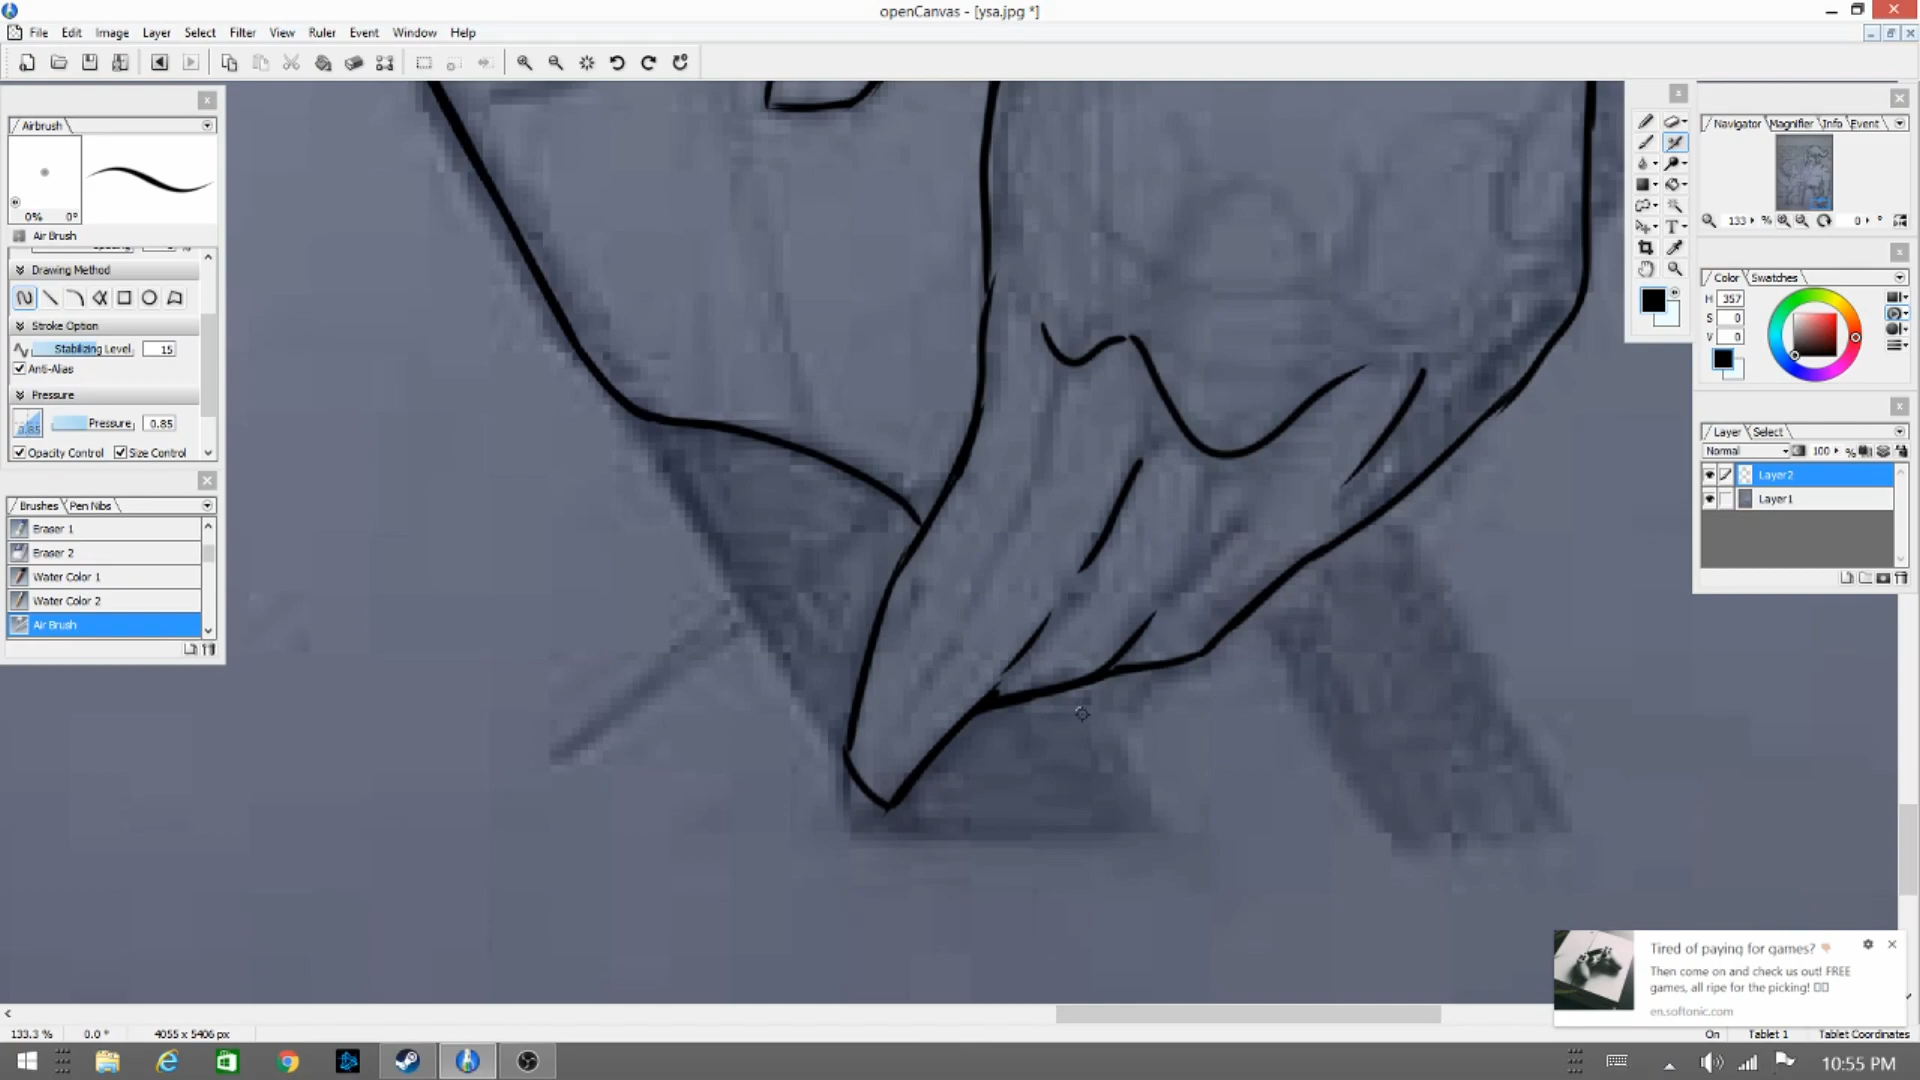 openCanvas - [ysa.jpg *]
File Edit Image Layer Select Filter View Ruler Event Window Help
Airbrush
0% 0°
Air Brush
Drawing Method
Stroke Option
Stabilizing Level 15
Anti-Alias
Pressure
0.85 Pressure 0.85
Opacity Control Size Control
Brushes Pen Nibs
Eraser 1
Eraser 2
Water Color 1
Water Color 2
Air Brush
Navigator Magnifier Info Event
133 % 0 °
Color Swatches
H 357
S 0
V 0
Layer Select
Normal 100 %
Layer2
Layer1
Tired of paying for games?
Then come on and check us out! FREE
games, all ripe for the picking!
en.softonic.com
133.3 % 0.0 ° 4055 x 5406 px On Tablet 1 Tablet Coordinates
10:55 PM